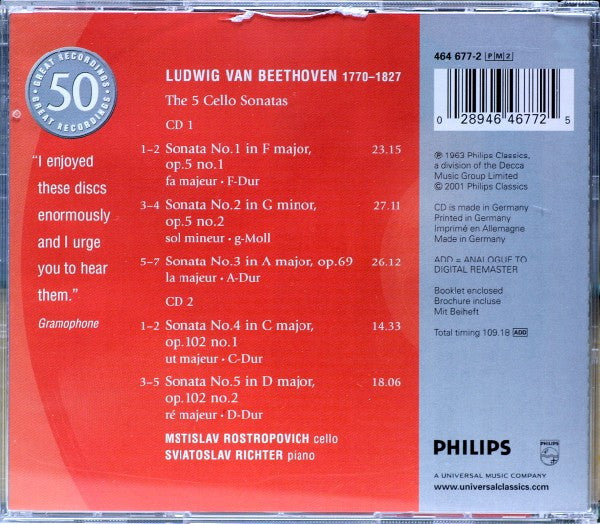 GREAT RECORDINGS · GREAT RECORDINGS ·
50
"I enjoyed
these discs
enormously
and I urge
you to hear
them."
Gramophone
LUDWIG VAN BEETHOVEN 1770–1827
The 5 Cello Sonatas
CD 1
1–2 Sonata No.1 in F major, 23.15
op.5 no.1
fa majeur · F-Dur
3–4 Sonata No.2 in G minor, 27.11
op.5 no.2
sol mineur · g-Moll
5–7 Sonata No.3 in A major, op.69 26.12
la majeur · A-Dur
CD 2
1–2 Sonata No.4 in C major, 14.33
op.102 no.1
ut majeur · C-Dur
3–5 Sonata No.5 in D major, 18.06
op.102 no.2
ré majeur · D-Dur
MSTISLAV ROSTROPOVICH cello
SVIATOSLAV RICHTER piano
464 677-2 PM2
0 28946 46772 5
℗ 1963 Philips Classics,
a division of the Decca
Music Group Limited
© 2001 Philips Classics
CD is made in Germany
Printed in Germany
Imprimé en Allemagne
Made in Germany
ADD = ANALOGUE TO
DIGITAL REMASTER
Booklet enclosed
Brochure incluse
Mit Beiheft
Total timing 109.18 ADD
PHILIPS
PHILIPS
A UNIVERSAL MUSIC COMPANY
www.universalclassics.com